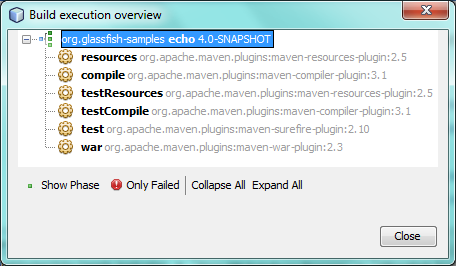 Build execution overview
org.glassfish-samples echo 4.0-SNAPSHOT
resources org.apache.maven.plugins:maven-resources-plugin:2.5
compile org.apache.maven.plugins:maven-compiler-plugin:3.1
testResources org.apache.maven.plugins:maven-resources-plugin:2.5
testCompile org.apache.maven.plugins:maven-compiler-plugin:3.1
test org.apache.maven.plugins:maven-surefire-plugin:2.10
war org.apache.maven.plugins:maven-war-plugin:2.3
Show Phase Only Failed Collapse All Expand All
Close